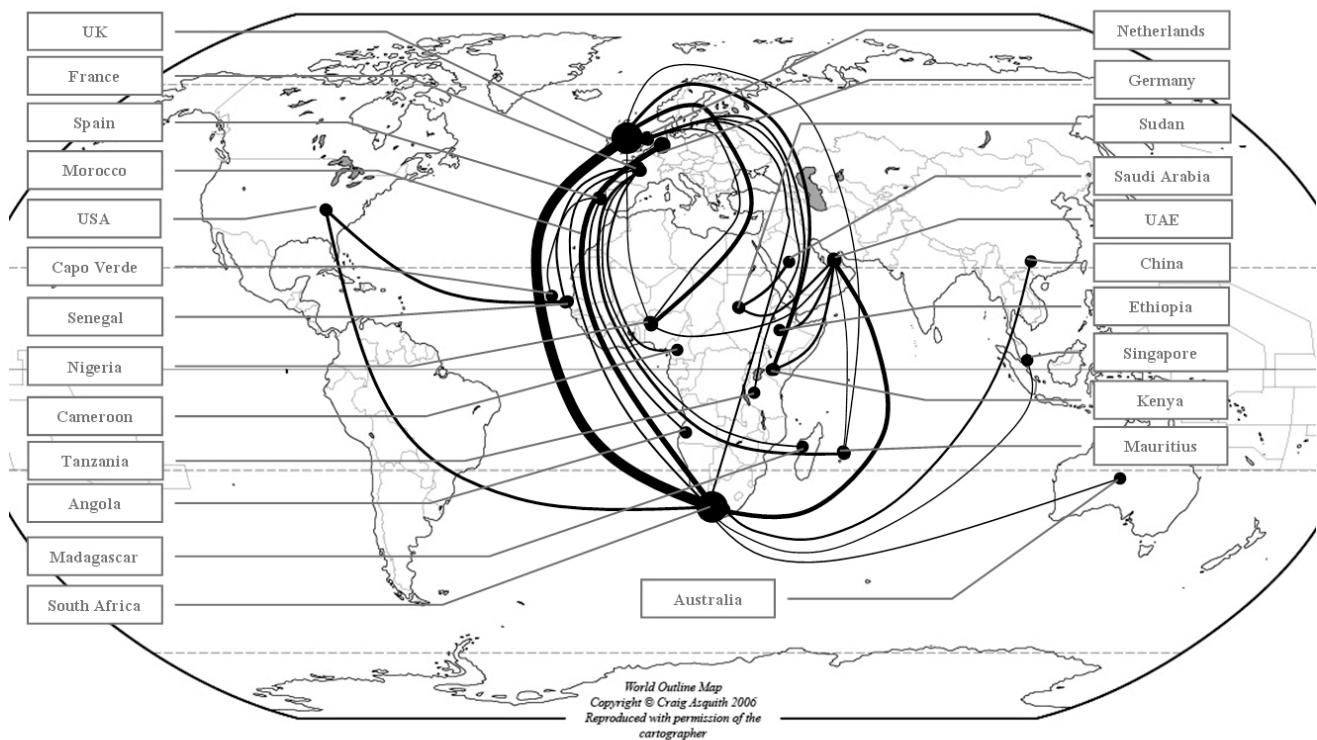 UK
France
Spain
Morocco
USA
Capo Verde
Senegal
Nigeria
Cameroon
Tanzania
Angola
Madagascar
South Africa
Netherlands
Germany
Sudan
Saudi Arabia
UAE
China
Ethiopia
Singapore
Kenya
Mauritius
Australia
World Outline Map
Copyright © Craig Asquith 2006
Reproduced with permission of the
cartographer